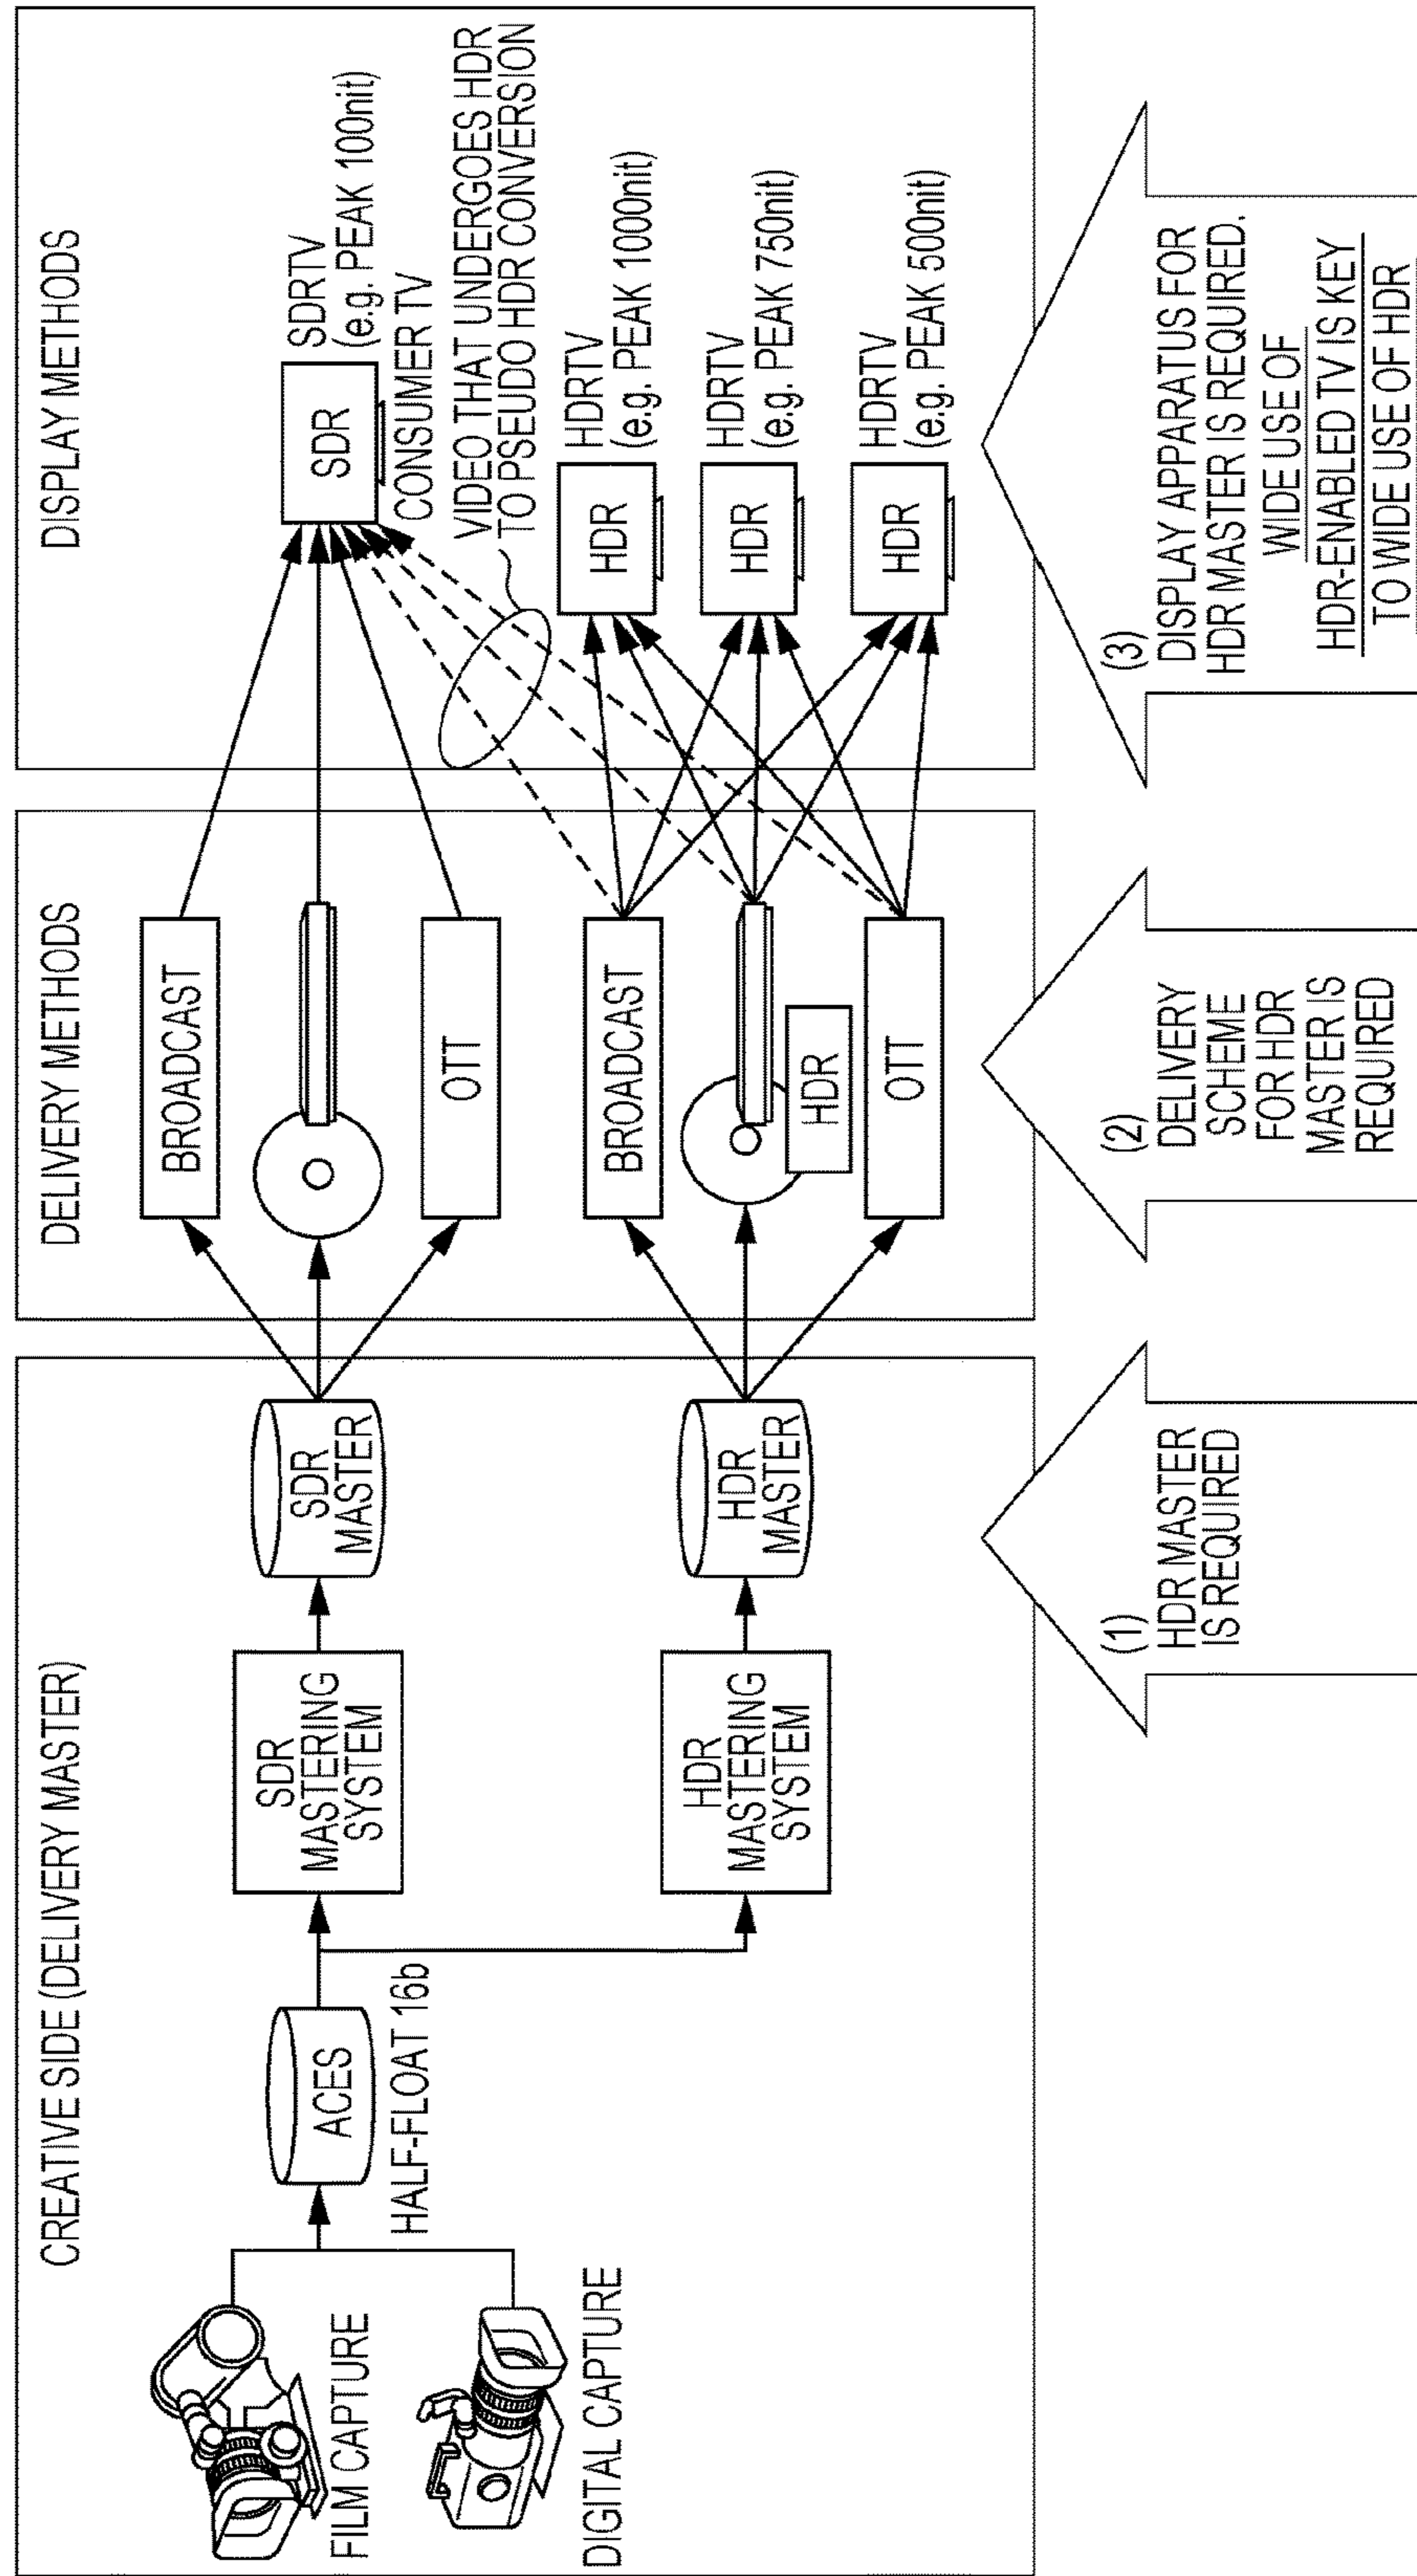 CREATIVE SIDE (DELIVERY MASTER)
FILM CAPTURE
DIGITAL CAPTURE
ACES
HALF-FLOAT 16b
SDR
MASTERING
SYSTEM
HDR
MASTERING
SYSTEM
SDR
MASTER
HDR
MASTER
DELIVERY METHODS
BROADCAST
OTT
BROADCAST
HDR
OTT
DISPLAY METHODS
SDR
SDRTV
(e.g. PEAK 100nit)
CONSUMER TV
VIDEO THAT UNDERGOES HDR
TO PSEUDO HDR CONVERSION
HDR
HDRTV
(e.g. PEAK 1000nit)
HDR
HDRTV
(e.g. PEAK 750nit)
HDR
HDRTV
(e.g. PEAK 500nit)
(1)
HDR MASTER
IS REQUIRED
(2)
DELIVERY
SCHEME
FOR HDR
MASTER IS
REQUIRED
(3)
DISPLAY APPARATUS FOR
HDR MASTER IS REQUIRED.
WIDE USE OF
HDR-ENABLED TV IS KEY
TO WIDE USE OF HDR